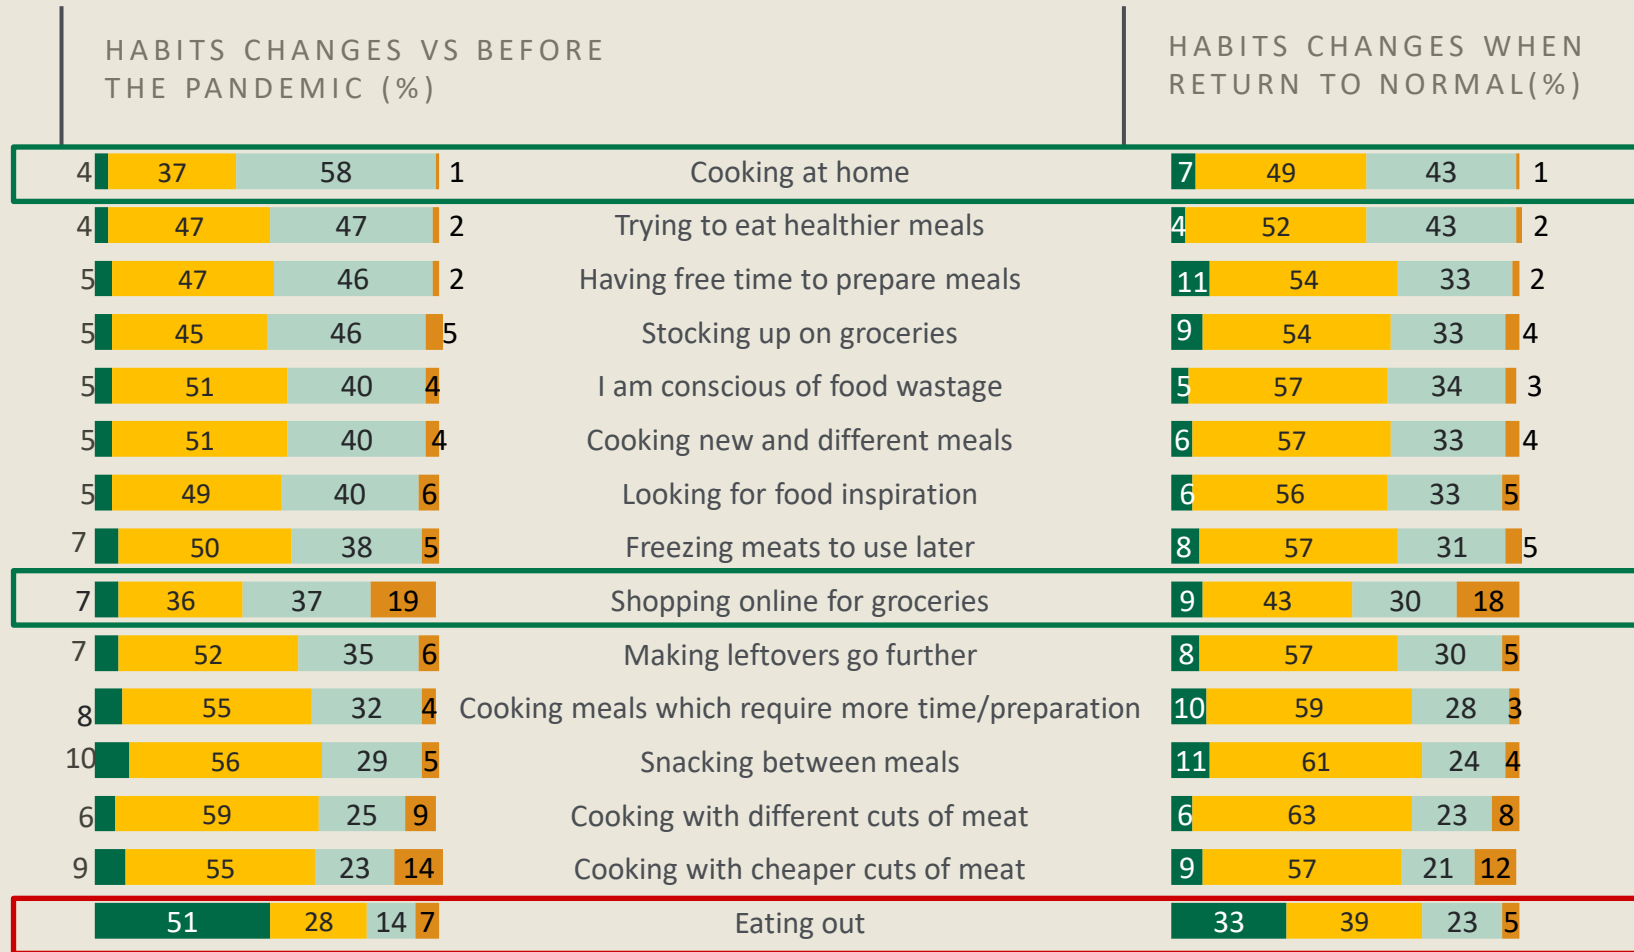 HABITS CHANGES VS BEFORE
THE PANDEMIC (%)
HABITS CHANGES WHEN
RETURN TO NORMAL(%)
4 37 58 1 Cooking at home 7 49 43 1
4 47 47 2 Trying to eat healthier meals 4 52 43 2
5 47 46 2 Having free time to prepare meals 11 54 33 2
5 45 46 5 Stocking up on groceries 9 54 33 4
5 51 40 4 I am conscious of food wastage 5 57 34 3
5 51 40 4 Cooking new and different meals 6 57 33 4
5 49 40 6 Looking for food inspiration 6 56 33 5
7 50 38 5 Freezing meats to use later 8 57 31 5
7 36 37 19 Shopping online for groceries 9 43 30 18
7 52 35 6 Making leftovers go further 8 57 30 5
8 55 32 4 Cooking meals which require more time/preparation 10 59 28 3
10 56 29 5 Snacking between meals 11 61 24 4
6 59 25 9 Cooking with different cuts of meat 6 63 23 8
9 55 23 14 Cooking with cheaper cuts of meat 9 57 21 12
51 28 14 7 Eating out 33 39 23 5